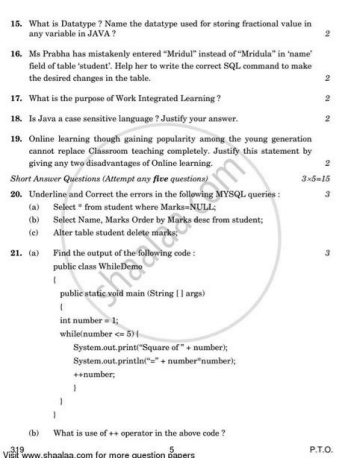 15. What is Datatype ? Name the datatype used for storing fractional value in
any variable in JAVA ? 2
16. Ms Prabha has mistakenly entered “Mridul” instead of “Mridula” in ‘name’
field of table ‘student’. Help her to write the correct SQL command to make
the desired changes in the table. 2
17. What is the purpose of Work Integrated Learning ? 2
18. Is Java a case sensitive language ? Justify your answer. 2
19. Online learning though gaining popularity among the young generation
cannot replace Classroom teaching completely. Justify this statement by
giving any two disadvantages of Online learning. 2
Short Answer Questions (Attempt any five questions) 3×5=15
20. Underline and Correct the errors in the following MYSQL queries : 3
(a) Select * from student where Marks=NULL;
(b) Select Name, Marks Order by Marks desc from student;
(c) Alter table student delete marks;
21. (a) Find the output of the following code : 3
public class WhileDemo
{
public static void main (String [ ] args)
{
int number = 1;
while(number <= 5) {
System.out.print(“Square of ” + number);
System.out.println(“=” + number*number);
++number;
}
}
}
(b) What is use of ++ operator in the above code ?
319 5 P.T.O.
Visit www.shaalaa.com for more question papers
shaalaa.com